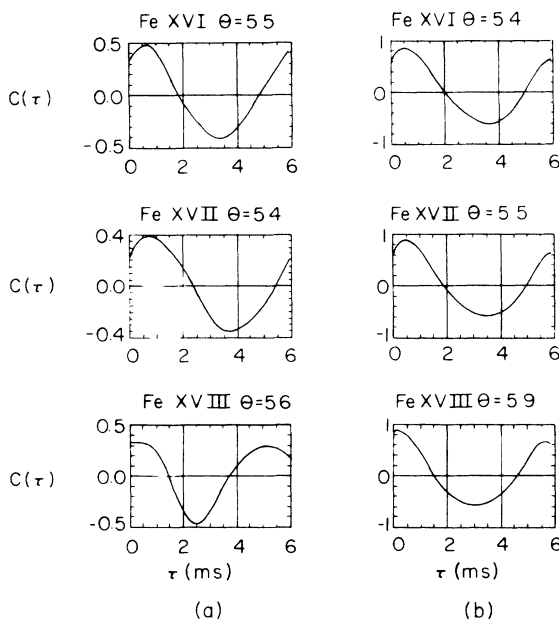 Fe XVI Θ=55
Fe XVI Θ=54
C(τ)
0.5
0.0
-0.5
0 2 4 6
1
0
-1
0 2 4 6
Fe XVII Θ=54
Fe XVII Θ=55
C(τ)
0.4
0.0
-0.4
0 2 4 6
1
0
-1
0 2 4 6
Fe XVIII Θ=56
Fe XVIII Θ=59
C(τ)
0.5
0.0
-0.5
0 2 4 6
1
0
-1
0 2 4 6
τ (ms)
τ (ms)
(a)
(b)